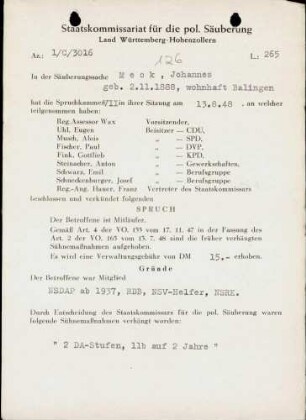 Staatskommissariat für die pol. Säuberung
Land Württemberg-Hohenzollern
Az.: 1/C/3016
126
L.: 265
In der Säuberungssache Mock, Johannes
geb. 2.11.1888, wohnhaft Balingen
hat die Spruchkammer /II in ihrer Sitzung am 13.8.48, an welcher
teilgenommen haben:
Reg.Assessor Wax Vorsitzender,
Uhl, Eugen Beisitzer — CDU,
Musch, Alois „ — SPD,
Fischer, Paul „ — DVP,
Fink, Gottlieb „ — KPD,
Steinacher, Anton „ — Gewerkschaften,
Schwarz, Emil „ — Berufsgruppe
Schneckenburger, Josef „ — Berufsgruppe
Reg.-Ang. Hauer, Franz Vertreter des Staatskommissars
beschlossen und verkündet folgenden
SPRUCH
Der Betroffene ist Mitläufer.
Gemäß Art. 4 der VO. 133 vom 17. 11. 47 in der Fassung des
Art. 2 der VO. 165 vom 13. 7. 48 sind die früher verhängten
Sühnemaßnahmen aufgehoben.
Es wird eine Verwaltungsgebühr von DM 15.- erhoben.
Gründe
Der Betroffene war Mitglied
NSDAP ab 1937, RDB, NSV-Helfer, NSRK.
Durch Entscheidung des Staatskommissars für die pol. Säuberung waren
folgende Sühnemaßnahmen verhängt worden:
" 2 DA-Stufen, 11b auf 2 Jahre "